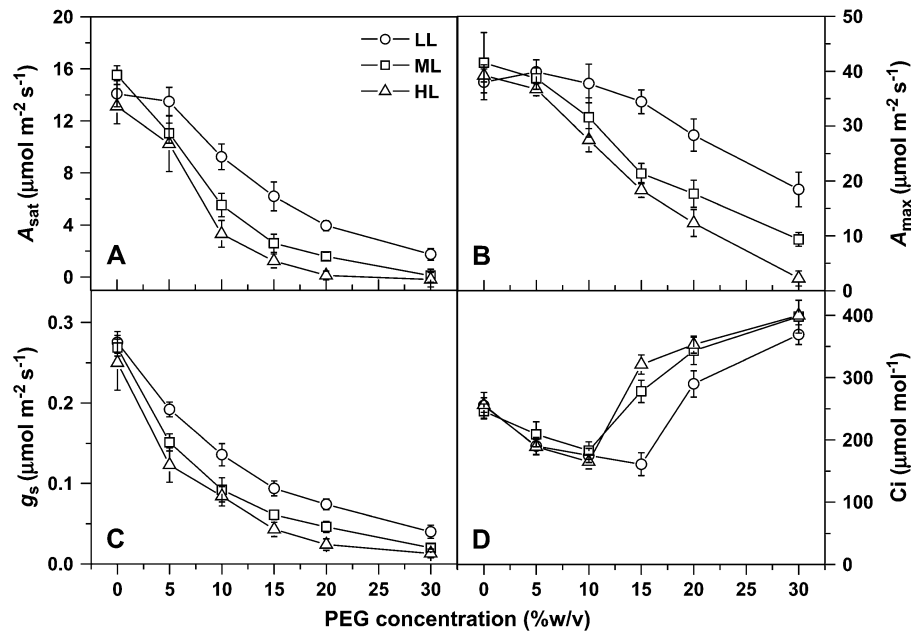 20
16
12
8
4
0
A_sat (μmol m⁻² s⁻¹)
A
LL
ML
HL
50
40
30
20
10
0
A_max (μmol m⁻² s⁻¹)
B
0.3
0.2
0.1
0.0
g_s (μmol m⁻² s⁻¹)
C
400
300
200
100
0
Ci (μmol mol⁻¹)
D
0 5 10 15 20 25 30
0 5 10 15 20 25 30
PEG concentration (%w/v)